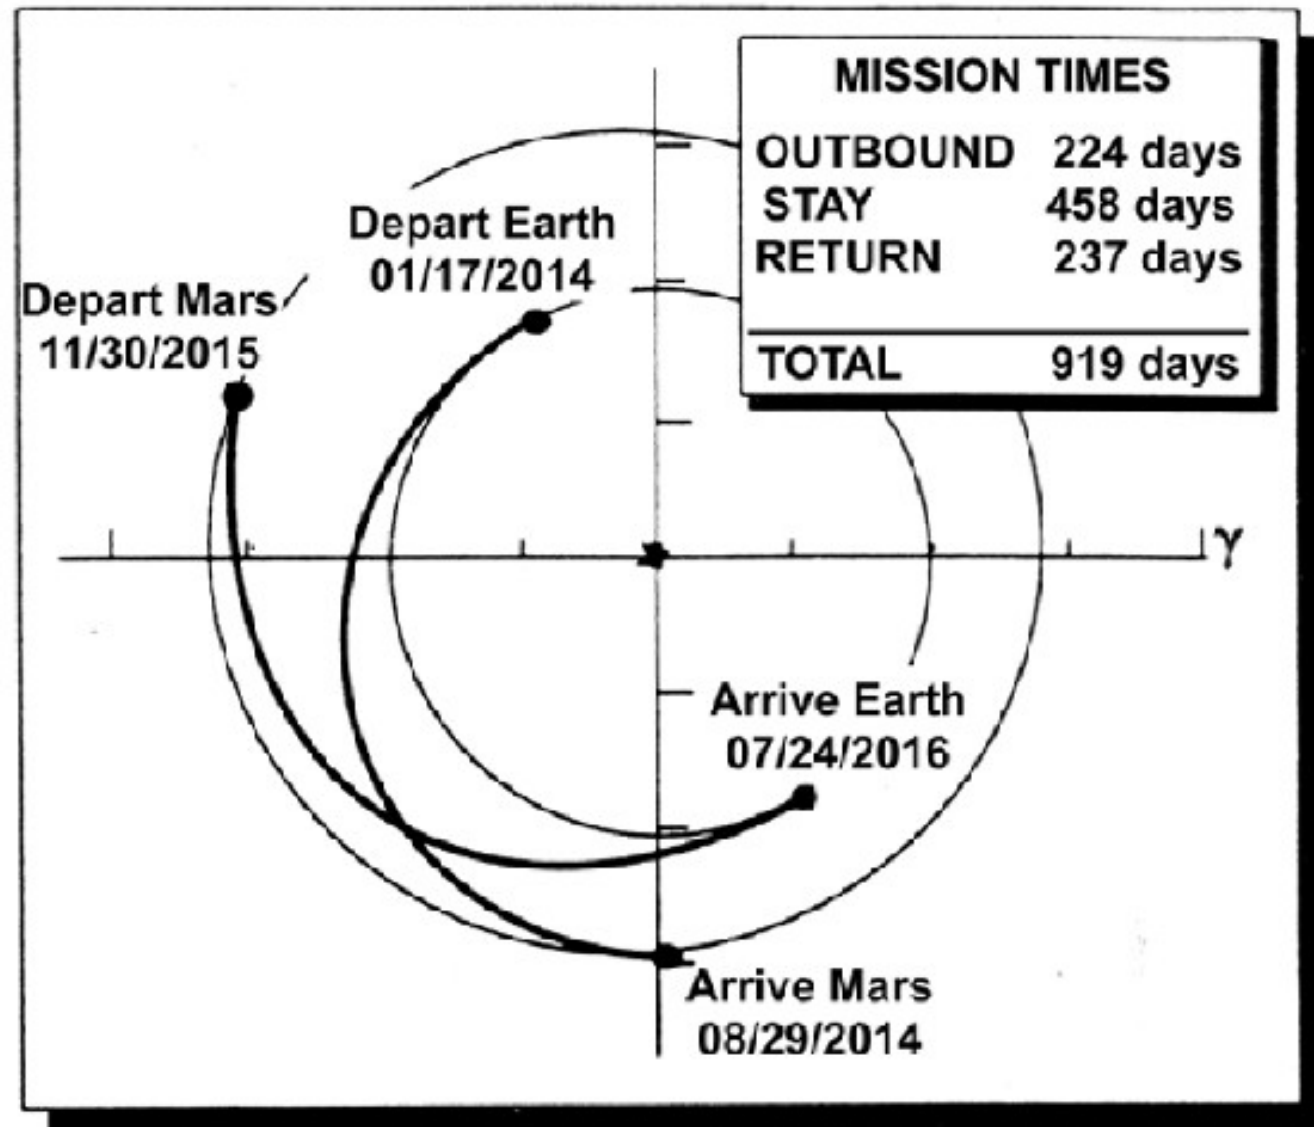 MISSION TIMES
OUTBOUND 224 days
STAY 458 days
RETURN 237 days
TOTAL 919 days
Depart Earth
01/17/2014
Depart Mars
11/30/2015
γ
Arrive Earth
07/24/2016
Arrive Mars
08/29/2014